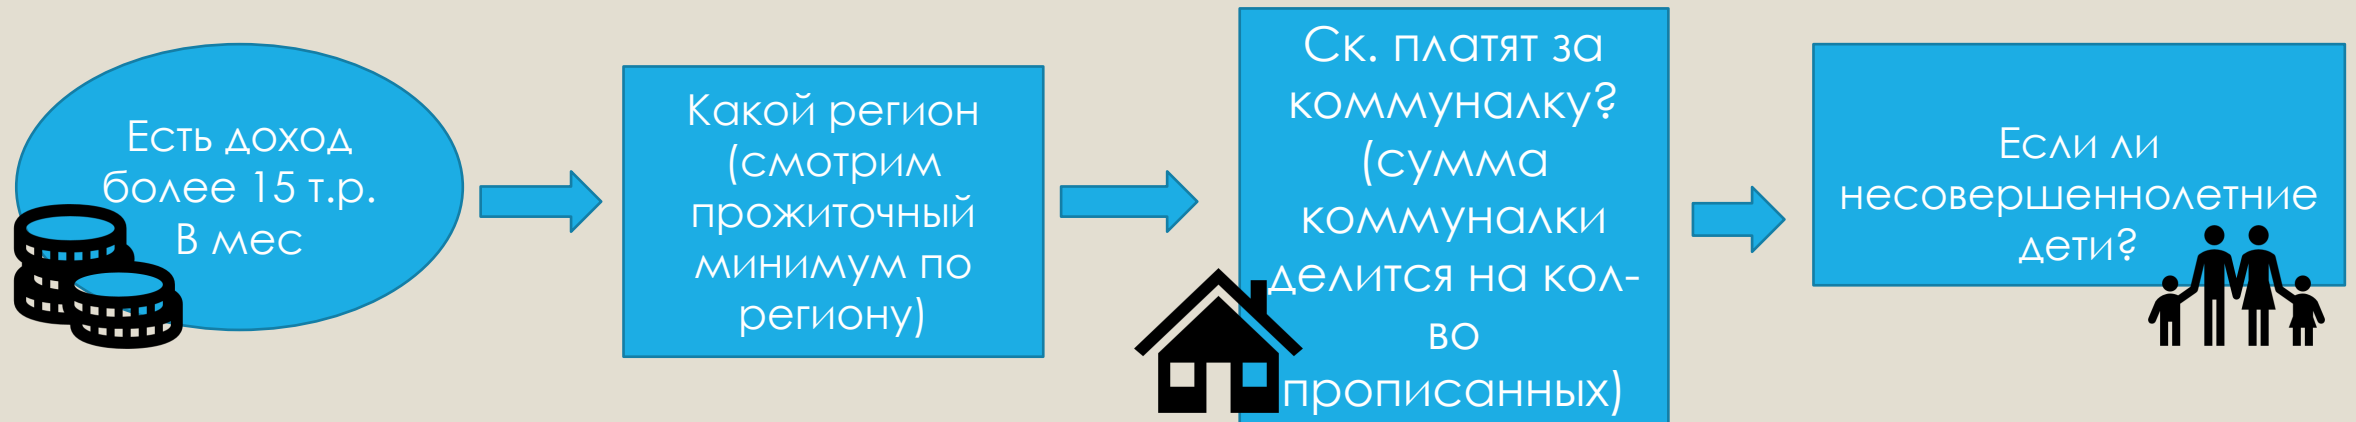 Есть доход
более 15 т.р.
В мес
Какой регион
(смотрим
прожиточный
минимум по
региону)
Ск. платят за
коммуналку?
(сумма
коммуналки
делится на кол-
во
прописанных)
Если ли
несовершеннолетние
дети?